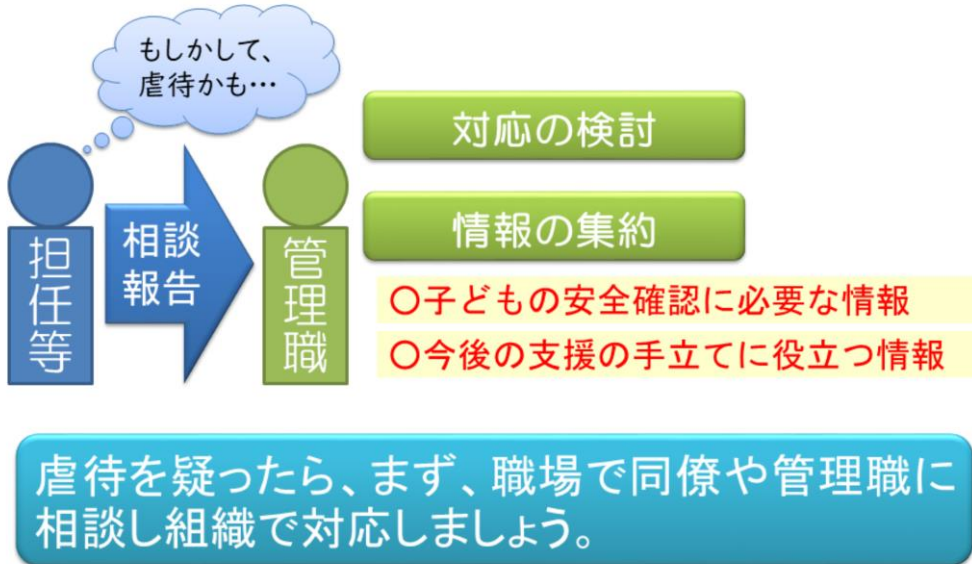 もしかして、
虐待かも…
担任等
相談
報告
管理職
対応の検討
情報の集約
〇子どもの安全確認に必要な情報
〇今後の支援の手立てに役立つ情報
虐待を疑ったら、まず、職場で同僚や管理職に
相談し組織で対応しましょう。